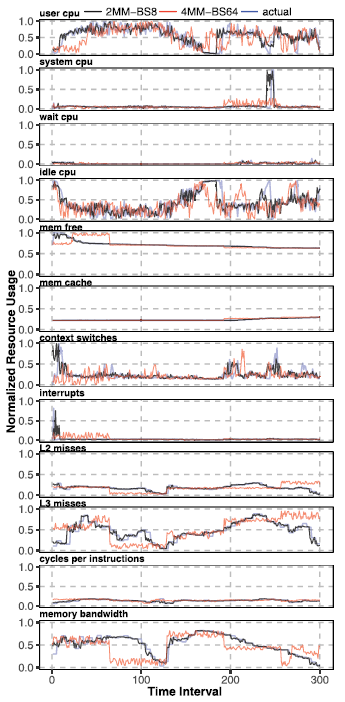 2MM-BS8 4MM-BS64 actual
user cpu
1.0
0.5
0.0
system cpu
1.0
0.5
0.0
wait cpu
1.0
0.5
0.0
idle cpu
1.0
0.5
0.0
mem free
1.0
0.5
0.0
mem cache
1.0
0.5
0.0
context switches
1.0
0.5
0.0
interrupts
1.0
0.5
0.0
L2 misses
1.0
0.5
0.0
L3 misses
1.0
0.5
0.0
cycles per instructions
1.0
0.5
0.0
memory bandwidth
1.0
0.5
0.0
0 100 200 300
Time Interval
Normalized Resource Usage